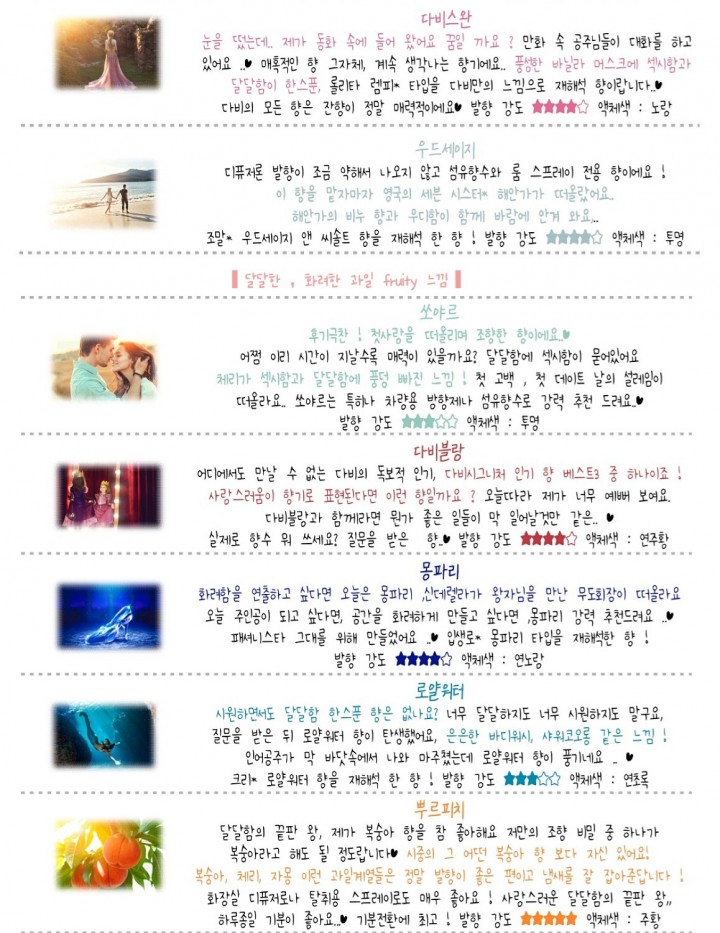 다비스완
눈을 떴는데.. 제가 동화 속에 들어 왔어요 꿈일 까요 ? 만화 속 공주님들이 대화를 하고
있어요 ..♥ 매혹적인 향 그자체, 계속 생각나는 향기에요.. 풍성한 바닐라 머스크에 섹시함과
달달함이 한스푼, 롤리타 렘피* 타입을 다비만의 느낌으로 재해석 한 향이랍니다..♥
다비의 모든 향은 잔향이 정말 매력적이에요♥ 발향 강도 ★★★★☆ 액체색 : 노랑
우드세이지
디퓨저론 발향이 조금 약해서 나오지 않고 섬유향수와 룸 스프레이 전용 향이에요 !
이 향을 맡자마자 영국의 세븐 시스터* 해안가가 떠올랐어요.
해안가의 비누 향과 우디함이 함께 바람에 안겨 와요,..
조말* 우드세이지 앤 씨솔트 향을 재해석 한 향 ! 발향 강도 ★★★★☆ 액체색 : 투명
달달한 , 화려한 과일 fruity 느낌
쏘야르
후기극찬 ! 첫사랑을 떠올리며 조향한 향이에요.♥
어쩜 이리 시간이 지날수록 매력이 있을까요? 달달함에 섹시함이 묻어있어요
체리가 섹시함과 달달함에 풍덩 빠진 느낌 ! 첫 고백 , 첫 데이트 날의 설레임이
떠올라요.. 쏘야르는 특히나 차량용 방향제나 섬유향수로 강력 추천 드려요..♥
발향 강도 ★★★☆☆ 액체색 : 투명
다비블랑
어디에서도 만날 수 없는 다비의 독보적 인기, 다비시그니처 인기 향 베스트3 중 하나이죠 !
사랑스러움이 향기로 표현된다면 이런 향일까요 ? 오늘따라 제가 너무 예뻐 보여요.
다비블랑과 함께라면 뭔가 좋은 일들이 막 일어날것만 같은.. ♥
실제로 향수 뭐 쓰세요? 질문을 받은 향..♥ 발향 강도 ★★★★☆ 액체색 : 연주황
몽파리
화려함을 연출하고 싶다면 오늘은 몽파리 ,신데렐라가 왕자님을 만난 무도회장이 떠올라요
오늘 주인공이 되고 싶다면, 공간을 화려하게 만들고 싶다면 ,몽파리 강력 추천드려요 ..♥
패셔니스타 그대를 위해 만들었어요 ..♥ 입생로* 몽파리 타입을 재해석한 향 !
발향 강도 ★★★★☆ 액체색 : 연노랑
로얄워터
시원하면서도 달달함 한스푼 향은 없나요? 너무 달달하지도 너무 시원하지도 말구요,
질문을 받은 뒤 로얄워터 향이 탄생했어요, 은은한 바디워시, 샤워코오롱 같은 느낌 !
인어공주가 막 바닷속에서 나와 마주쳤는데 로얄워터 향이 풍기네요 .. ♥
크리* 로얄워터 향을 재해석 한 향 ! 발향 강도 ★★★☆☆ 액체색 : 연초록
뿌르피치
달달함의 끝판 왕, 제가 복숭아 향을 참 좋아해요 저만의 조향 비밀 중 하나가
복숭아라고 해도 될 정도랍니다♥ 시중의 그 어떤 복숭아 향 보다 자신 있어요!
복숭아, 체리, 자몽 이런 과일계열들은 정말 발향이 좋은 편이고 냄새를 잘 잡아준답니다 !
화장실 디퓨저로나 탈취용 스프레이로도 매우 좋아요 ! 사랑스러운 달달함의 끝판 왕,,
하루종일 기분이 좋아요...♥ 기분전환에 최고 ! 발향 강도 ★★★★★ 액체색 : 주황